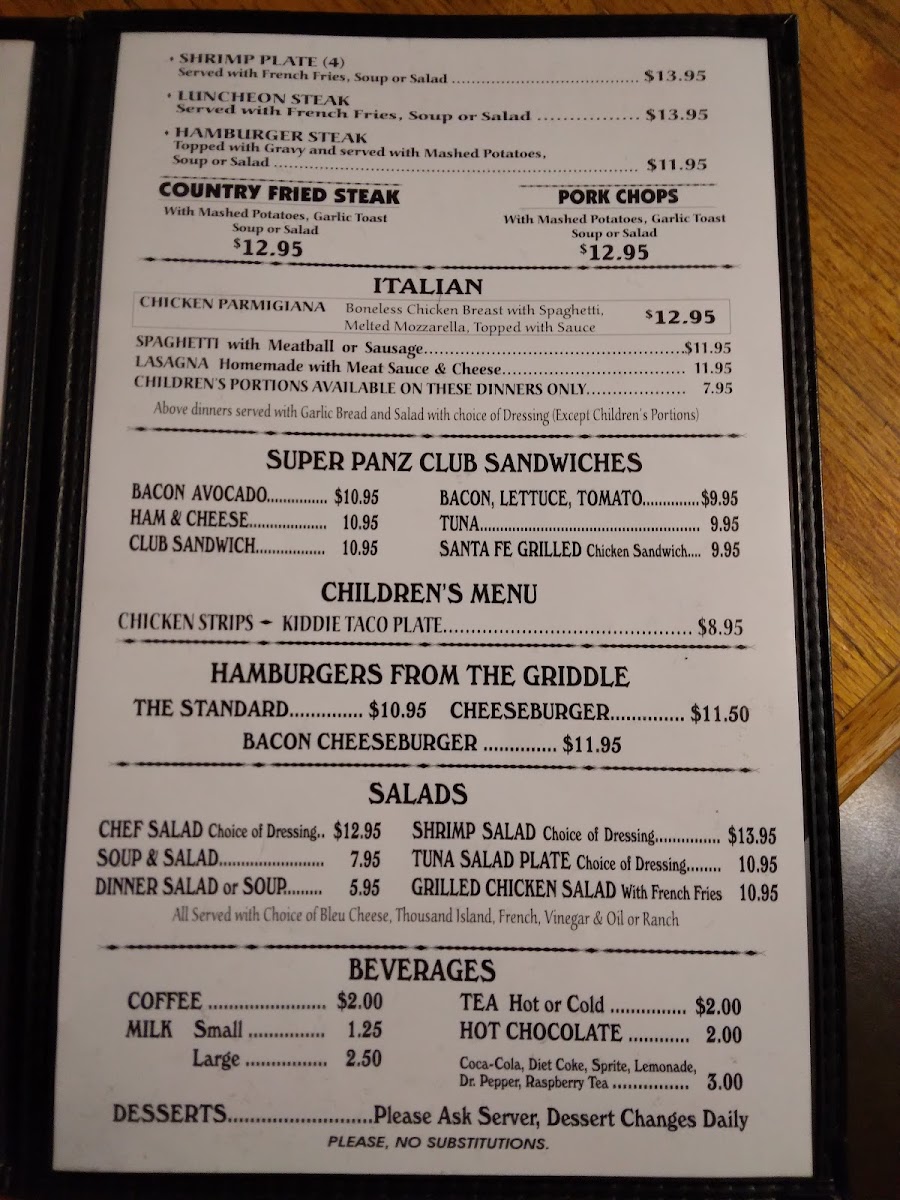 • SHRIMP PLATE (4)
Served with French Fries, Soup or Salad ................................... $13.95
• LUNCHEON STEAK
Served with French Fries, Soup or Salad ................ $13.95
• HAMBURGER STEAK
Topped with Gravy and served with Mashed Potatoes,
Soup or Salad .................................................................... $11.95
COUNTRY FRIED STEAK
With Mashed Potatoes, Garlic Toast
Soup or Salad
$12.95
PORK CHOPS
With Mashed Potatoes, Garlic Toast
Soup or Salad
$12.95
ITALIAN
CHICKEN PARMIGIANA Boneless Chicken Breast with Spaghetti, $12.95
Melted Mozzarella, Topped with Sauce
SPAGHETTI with Meatball or Sausage................................................$11.95
LASAGNA Homemade with Meat Sauce & Cheese.................................. 11.95
CHILDREN'S PORTIONS AVAILABLE ON THESE DINNERS ONLY................... 7.95
Above dinners served with Garlic Bread and Salad with choice of Dressing (Except Children's Portions)
SUPER PANZ CLUB SANDWICHES
BACON AVOCADO.............. $10.95 BACON, LETTUCE, TOMATO.............$9.95
HAM & CHEESE................... 10.95 TUNA.................................................... 9.95
CLUB SANDWICH................. 10.95 SANTA FE GRILLED Chicken Sandwich.... 9.95
CHILDREN'S MENU
CHICKEN STRIPS ~ KIDDIE TACO PLATE............................................ $8.95
HAMBURGERS FROM THE GRIDDLE
THE STANDARD.............. $10.95 CHEESEBURGER.............. $11.50
BACON CHEESEBURGER .............. $11.95
SALADS
CHEF SALAD Choice of Dressing.. $12.95 SHRIMP SALAD Choice of Dressing............... $13.95
SOUP & SALAD......................... 7.95 TUNA SALAD PLATE Choice of Dressing........ 10.95
DINNER SALAD or SOUP......... 5.95 GRILLED CHICKEN SALAD With French Fries 10.95
All Served with Choice of Bleu Cheese, Thousand Island, French, Vinegar & Oil or Ranch
BEVERAGES
COFFEE ....................... $2.00 TEA Hot or Cold ............... $2.00
MILK Small ............... 1.25 HOT CHOCOLATE ............ 2.00
Large ................ 2.50 Coca-Cola, Diet Coke, Sprite, Lemonade,
Dr. Pepper, Raspberry Tea ............... 3.00
DESSERTS.........................Please Ask Server, Dessert Changes Daily
PLEASE, NO SUBSTITUTIONS.